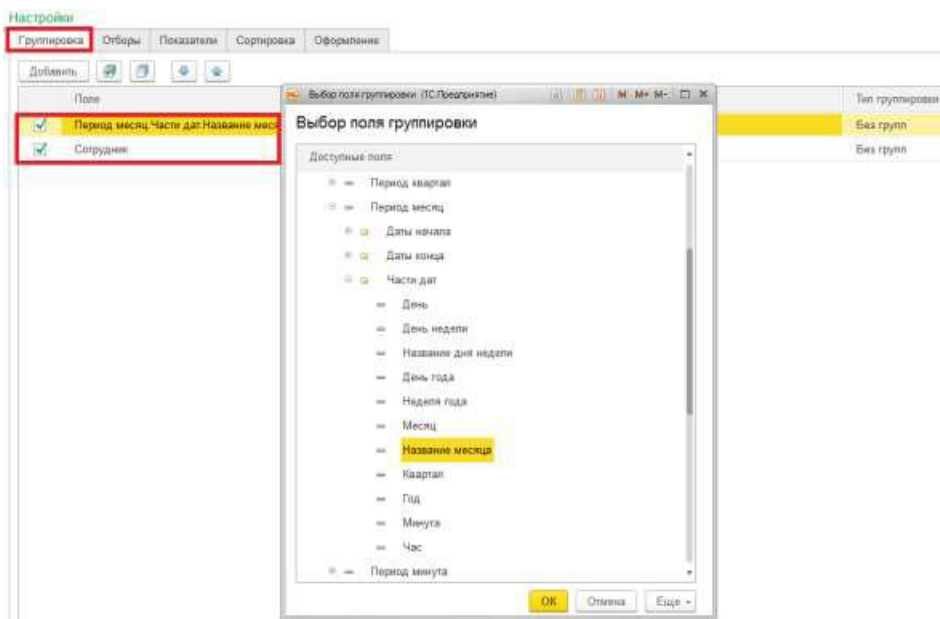 Настройки
Группировка Отборы Показатели Сортировка Оформление
Добавить
Поле Тип группировки
Период месяц.Части дат.Название меся Без групп
Сотрудник Без групп
Выбор поля группировки (1С:Предприятие) M M+ M-
Выбор поля группировки
Доступные поля
Период квартал
Период месяц
Даты начала
Даты конца
Части дат
День
День недели
Название дня недели
День года
Неделя года
Месяц
Название месяца
Квартал
Год
Минута
Час
Период минута
ОК Отмена Еще